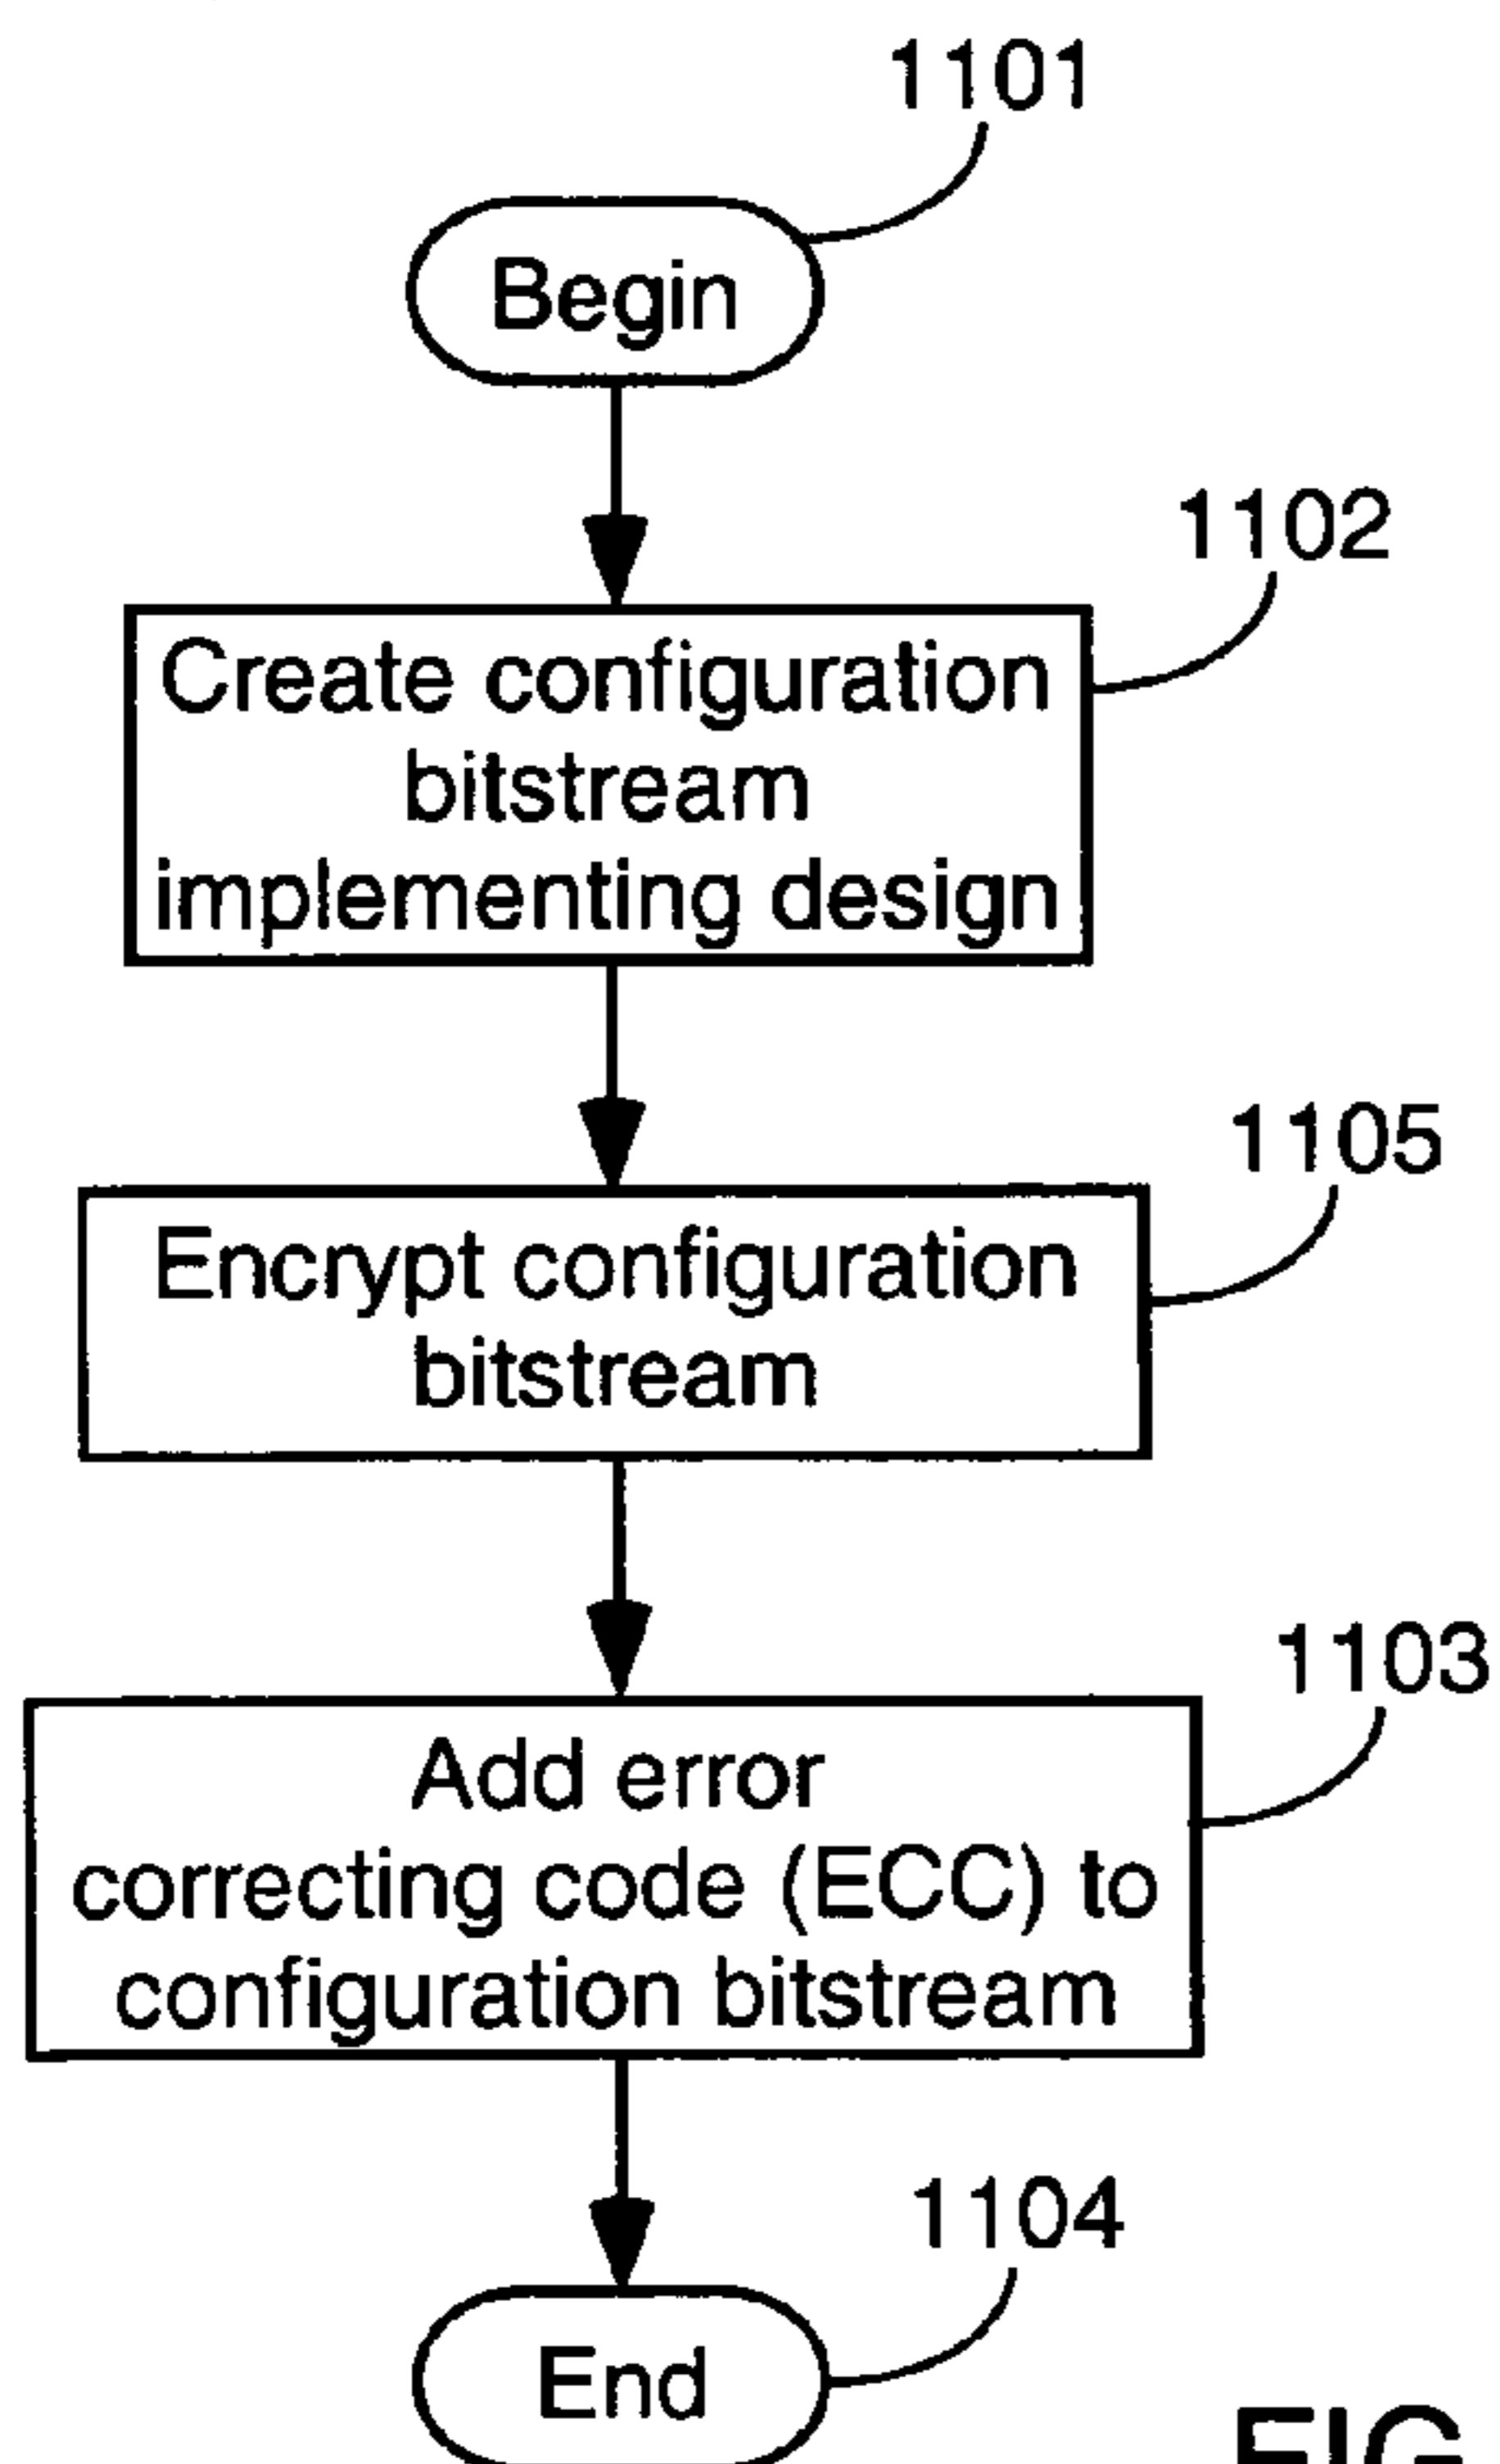 1101
Begin
1102
Create configuration
bitstream
implementing design
1105
Encrypt configuration
bitstream
1103
Add error
correcting code (ECC) to
configuration bitstream
1104
End
FIG